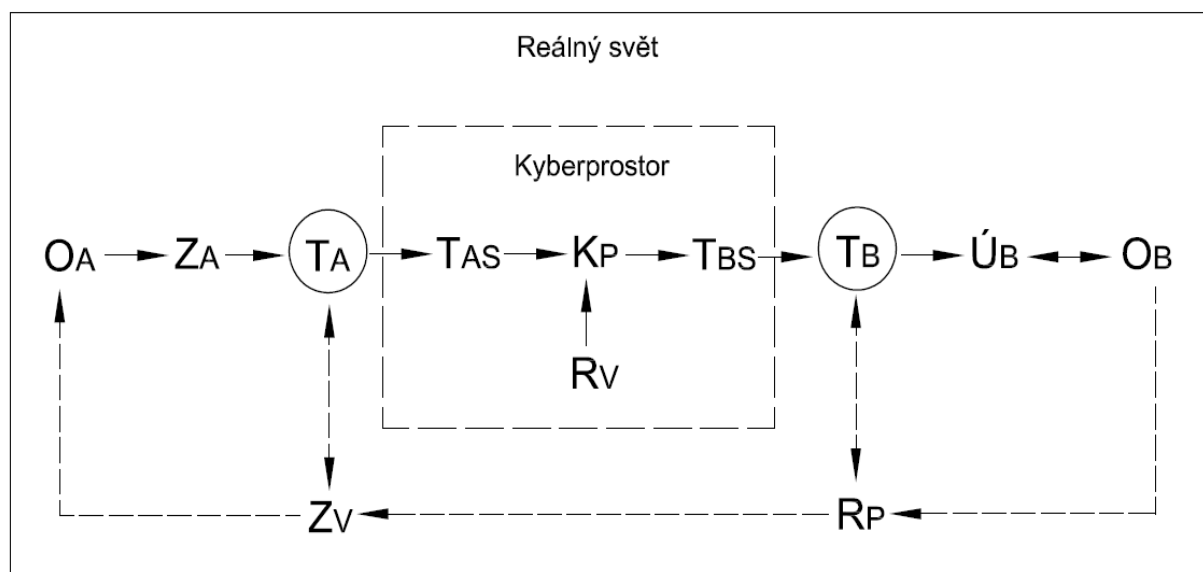 Reálný svět
Kyberprostor
OA ZA TA TAS KP TBS TB ÚB OB
RV
ZV RP